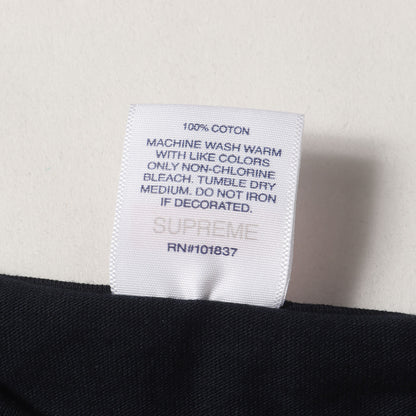 100% COTON
MACHINE WASH WARM
WITH LIKE COLORS
ONLY NON-CHLORINE
BLEACH. TUMBLE DRY
MEDIUM. DO NOT IRON
IF DECORATED.
SUPREME
RN#101837